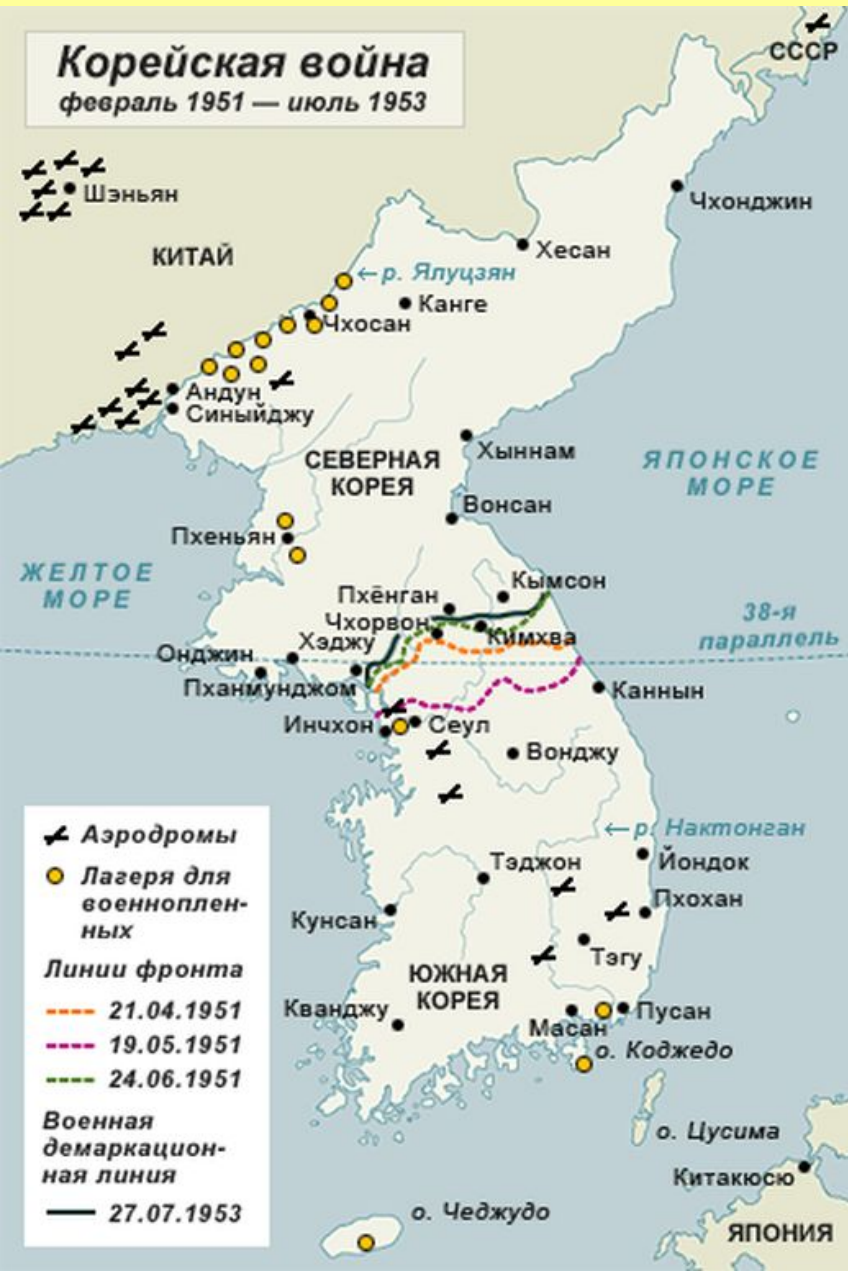 Корейская война
февраль 1951 — июль 1953
СССР
Шэньян
Чхонджин
КИТАЙ
Хесан
← р. Ялуцзян
Канге
Чхосан
Андун
Синыйджу
Хыннам
СЕВЕРНАЯ
КОРЕЯ
ЯПОНСКОЕ
МОРЕ
Вонсан
Пхеньян
ЖЕЛТОЕ
МОРЕ
Кымсон
Пхёнган
Чхорвон
Кимхва
38-я
параллель
Хэджу
Онджин
Пханмунджом
Каннын
Инчхон
Сеул
Вонджу
← р. Нактонган
Йондок
Тэджон
Пхохан
Кунсан
Тэгу
ЮЖНАЯ
КОРЕЯ
Кванджу
Масан
Пусан
о. Коджедо
о. Цусима
Китакюсю
о. Чеджудо
ЯПОНИЯ
Аэродромы
Лагеря для
военноплен-
ных
Линии фронта
21.04.1951
19.05.1951
24.06.1951
Военная
демаркацион-
ная линия
27.07.1953